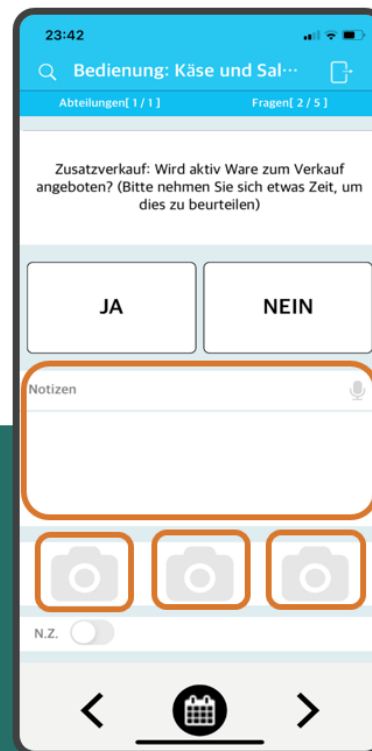 23:42
Bedienung: Käse und Sal···
Abteilungen[ 1 / 1 ] Fragen[ 2 / 5 ]
Zusatzverkauf: Wird aktiv Ware zum Verkauf
angeboten? (Bitte nehmen Sie sich etwas Zeit, um
dies zu beurteilen)
JA NEIN
Notizen
N.Z.